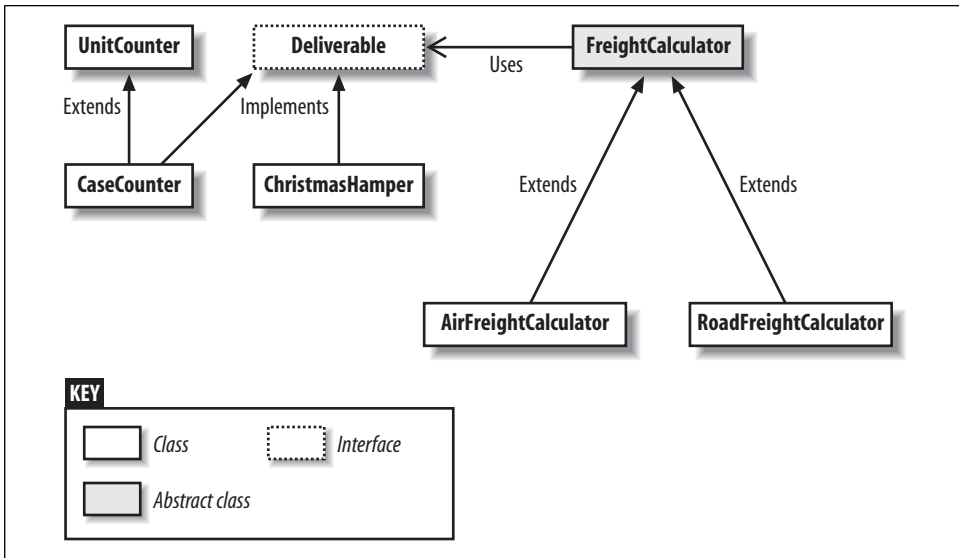 UnitCounter
Deliverable
FreightCalculator
Uses
Extends
Implements
CaseCounter
ChristmasHamper
Extends
Extends
AirFreightCalculator
RoadFreightCalculator
KEY
Class
Interface
Abstract class